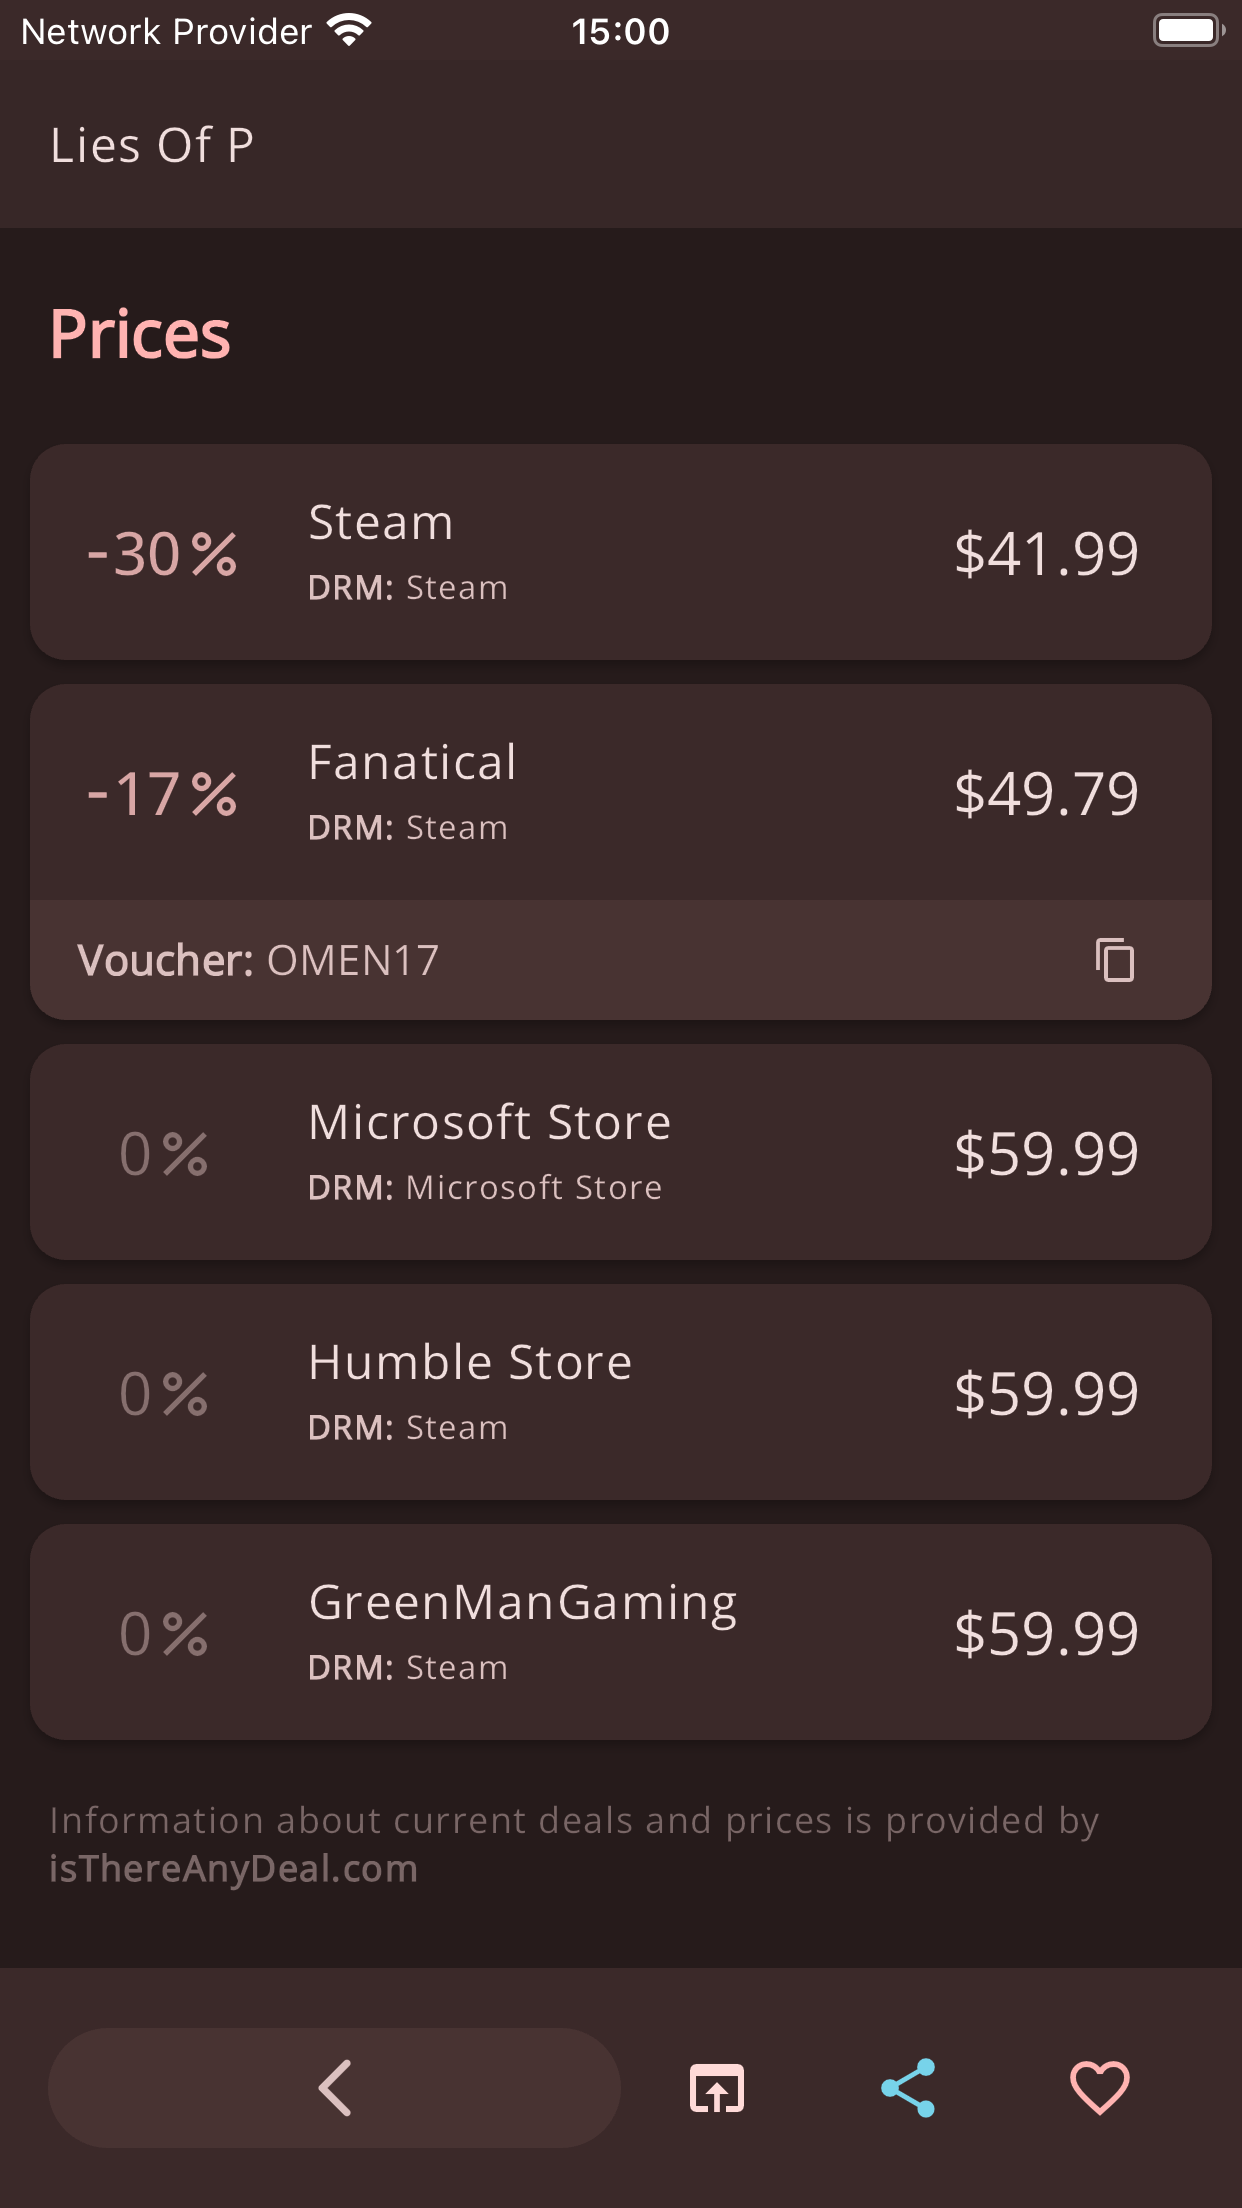 Network Provider 15:00
Lies Of P
Prices
-30% Steam $41.99
DRM: Steam
-17% Fanatical $49.79
DRM: Steam
Voucher: OMEN17
0% Microsoft Store $59.99
DRM: Microsoft Store
0% Humble Store $59.99
DRM: Steam
0% GreenManGaming $59.99
DRM: Steam
Information about current deals and prices is provided by
isThereAnyDeal.com